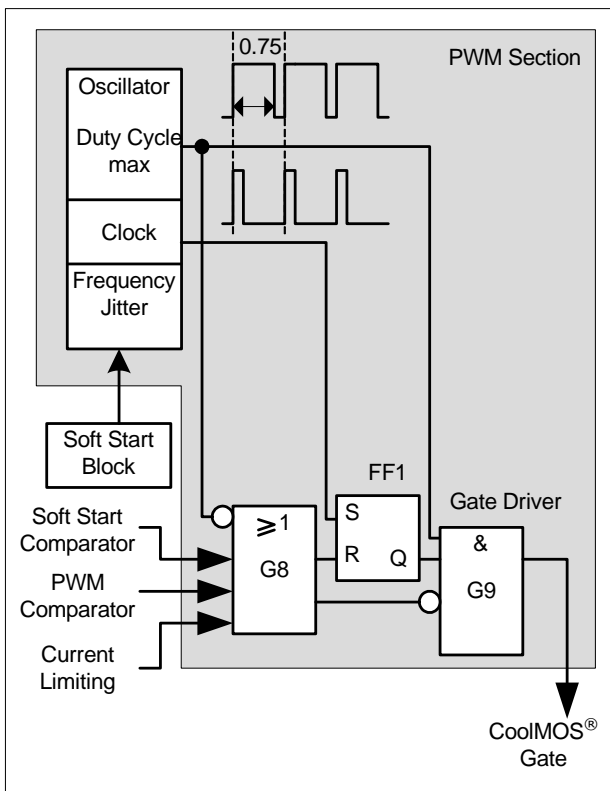 0.75
PWM Section
Oscillator
Duty Cycle
max
Clock
Frequency
Jitter
Soft Start
Block
FF1
Gate Driver
Soft Start
Comparator
PWM
Comparator
Current
Limiting
⩾1
G8
S
R
Q
&
G9
CoolMOS®
Gate